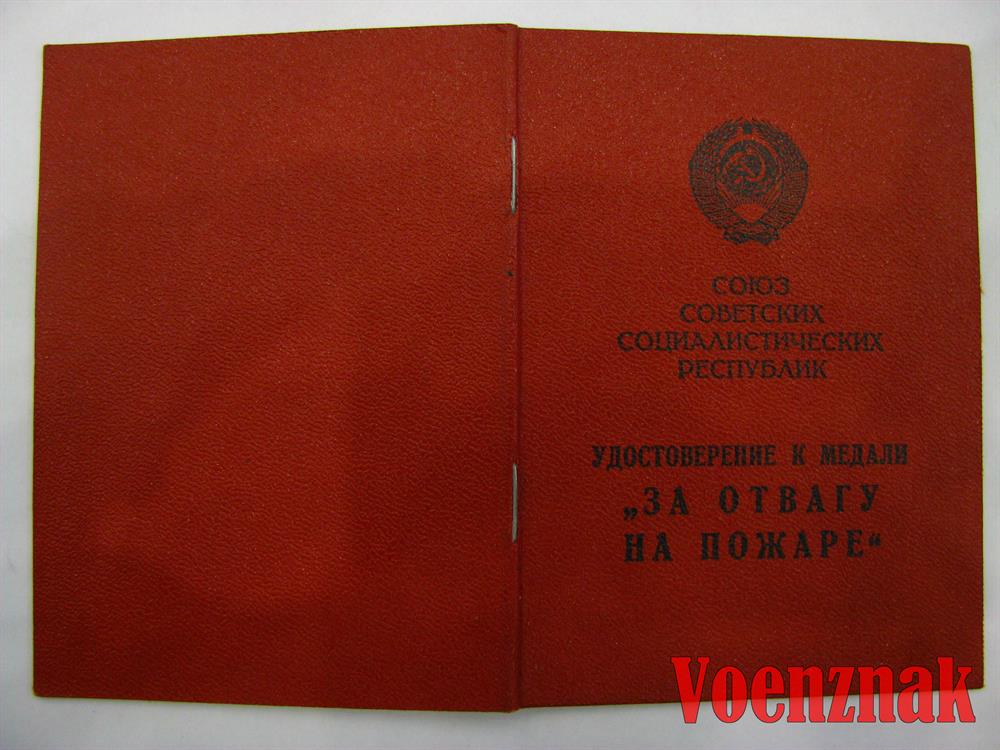 СОЮЗ
СОВЕТСКИХ
СОЦИАЛИСТИЧЕСКИХ
РЕСПУБЛИК
УДОСТОВЕРЕНИЕ К МЕДАЛИ
„ЗА ОТВАГУ
НА ПОЖАРЕ“
Voenznak